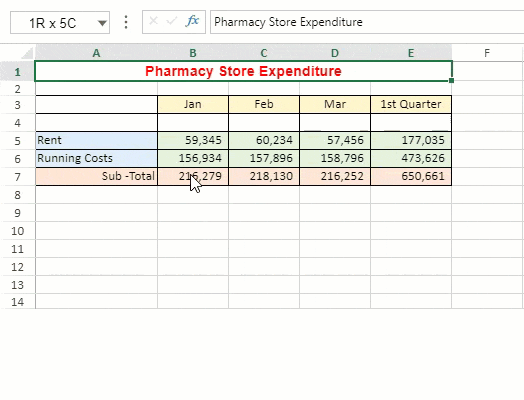 1R x 5C fx Pharmacy Store Expenditure
A B C D E F
1 Pharmacy Store Expenditure
2
3 Jan Feb Mar 1st Quarter
4
5 Rent 59,345 60,234 57,456 177,035
6 Running Costs 156,934 157,896 158,796 473,626
7 Sub -Total 216,279 218,130 216,252 650,661
8
9
10
11
12
13
14